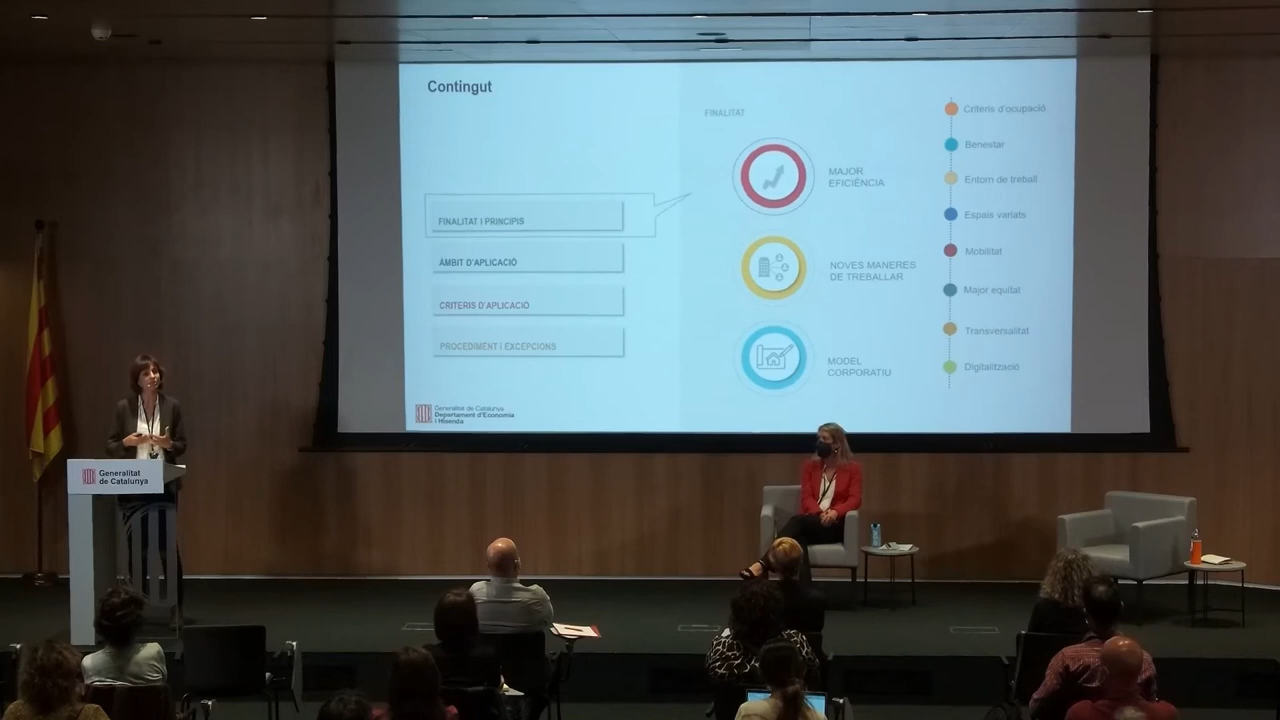 Contingut
FINALITAT I PRINCIPIS
ÀMBIT D'APLICACIÓ
CRITERIS D'APLICACIÓ
PROCEDIMENT I EXCEPCIONS
Generalitat de Catalunya
Departament d'Economia
i Hisenda
FINALITAT
MAJOR
EFICIÈNCIA
NOVES MANERES
DE TREBALLAR
MODEL
CORPORATIU
Criteris d'ocupació
Benestar
Entorn de treball
Espais variats
Mobilitat
Major equitat
Transversalitat
Digitalització
Generalitat
de Catalunya